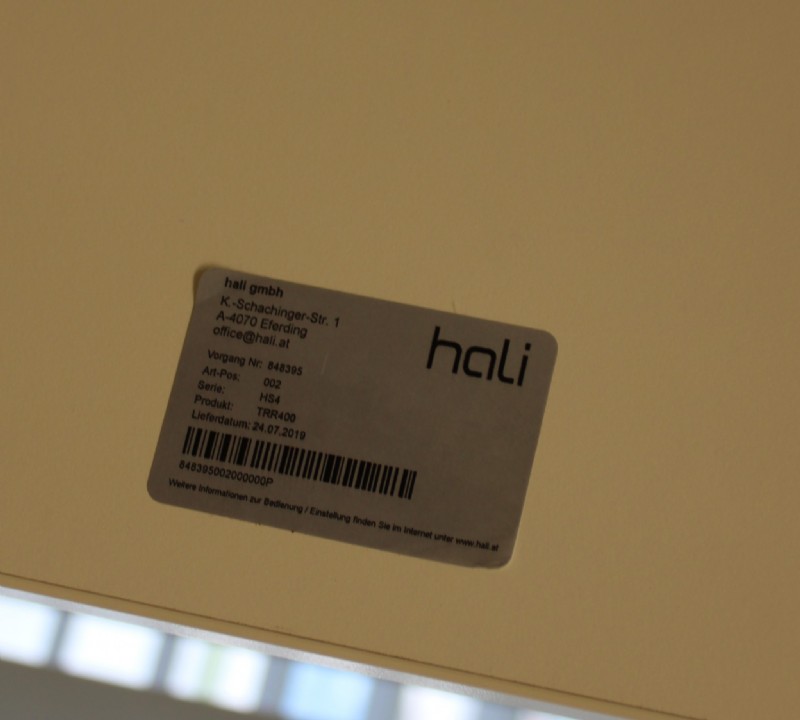 hali gmbh
K.-Schachinger-Str. 1
A-4070 Eferding
office@hali.at
hali
Vorgang Nr: 848395
Art-Pos: 002
Serie: HS4
Produkt: TRR400
Lieferdatum: 24.07.2019
848395002000000P
Weitere Informationen zur Bedienung / Einstellung finden Sie im Internet unter www.hali.at